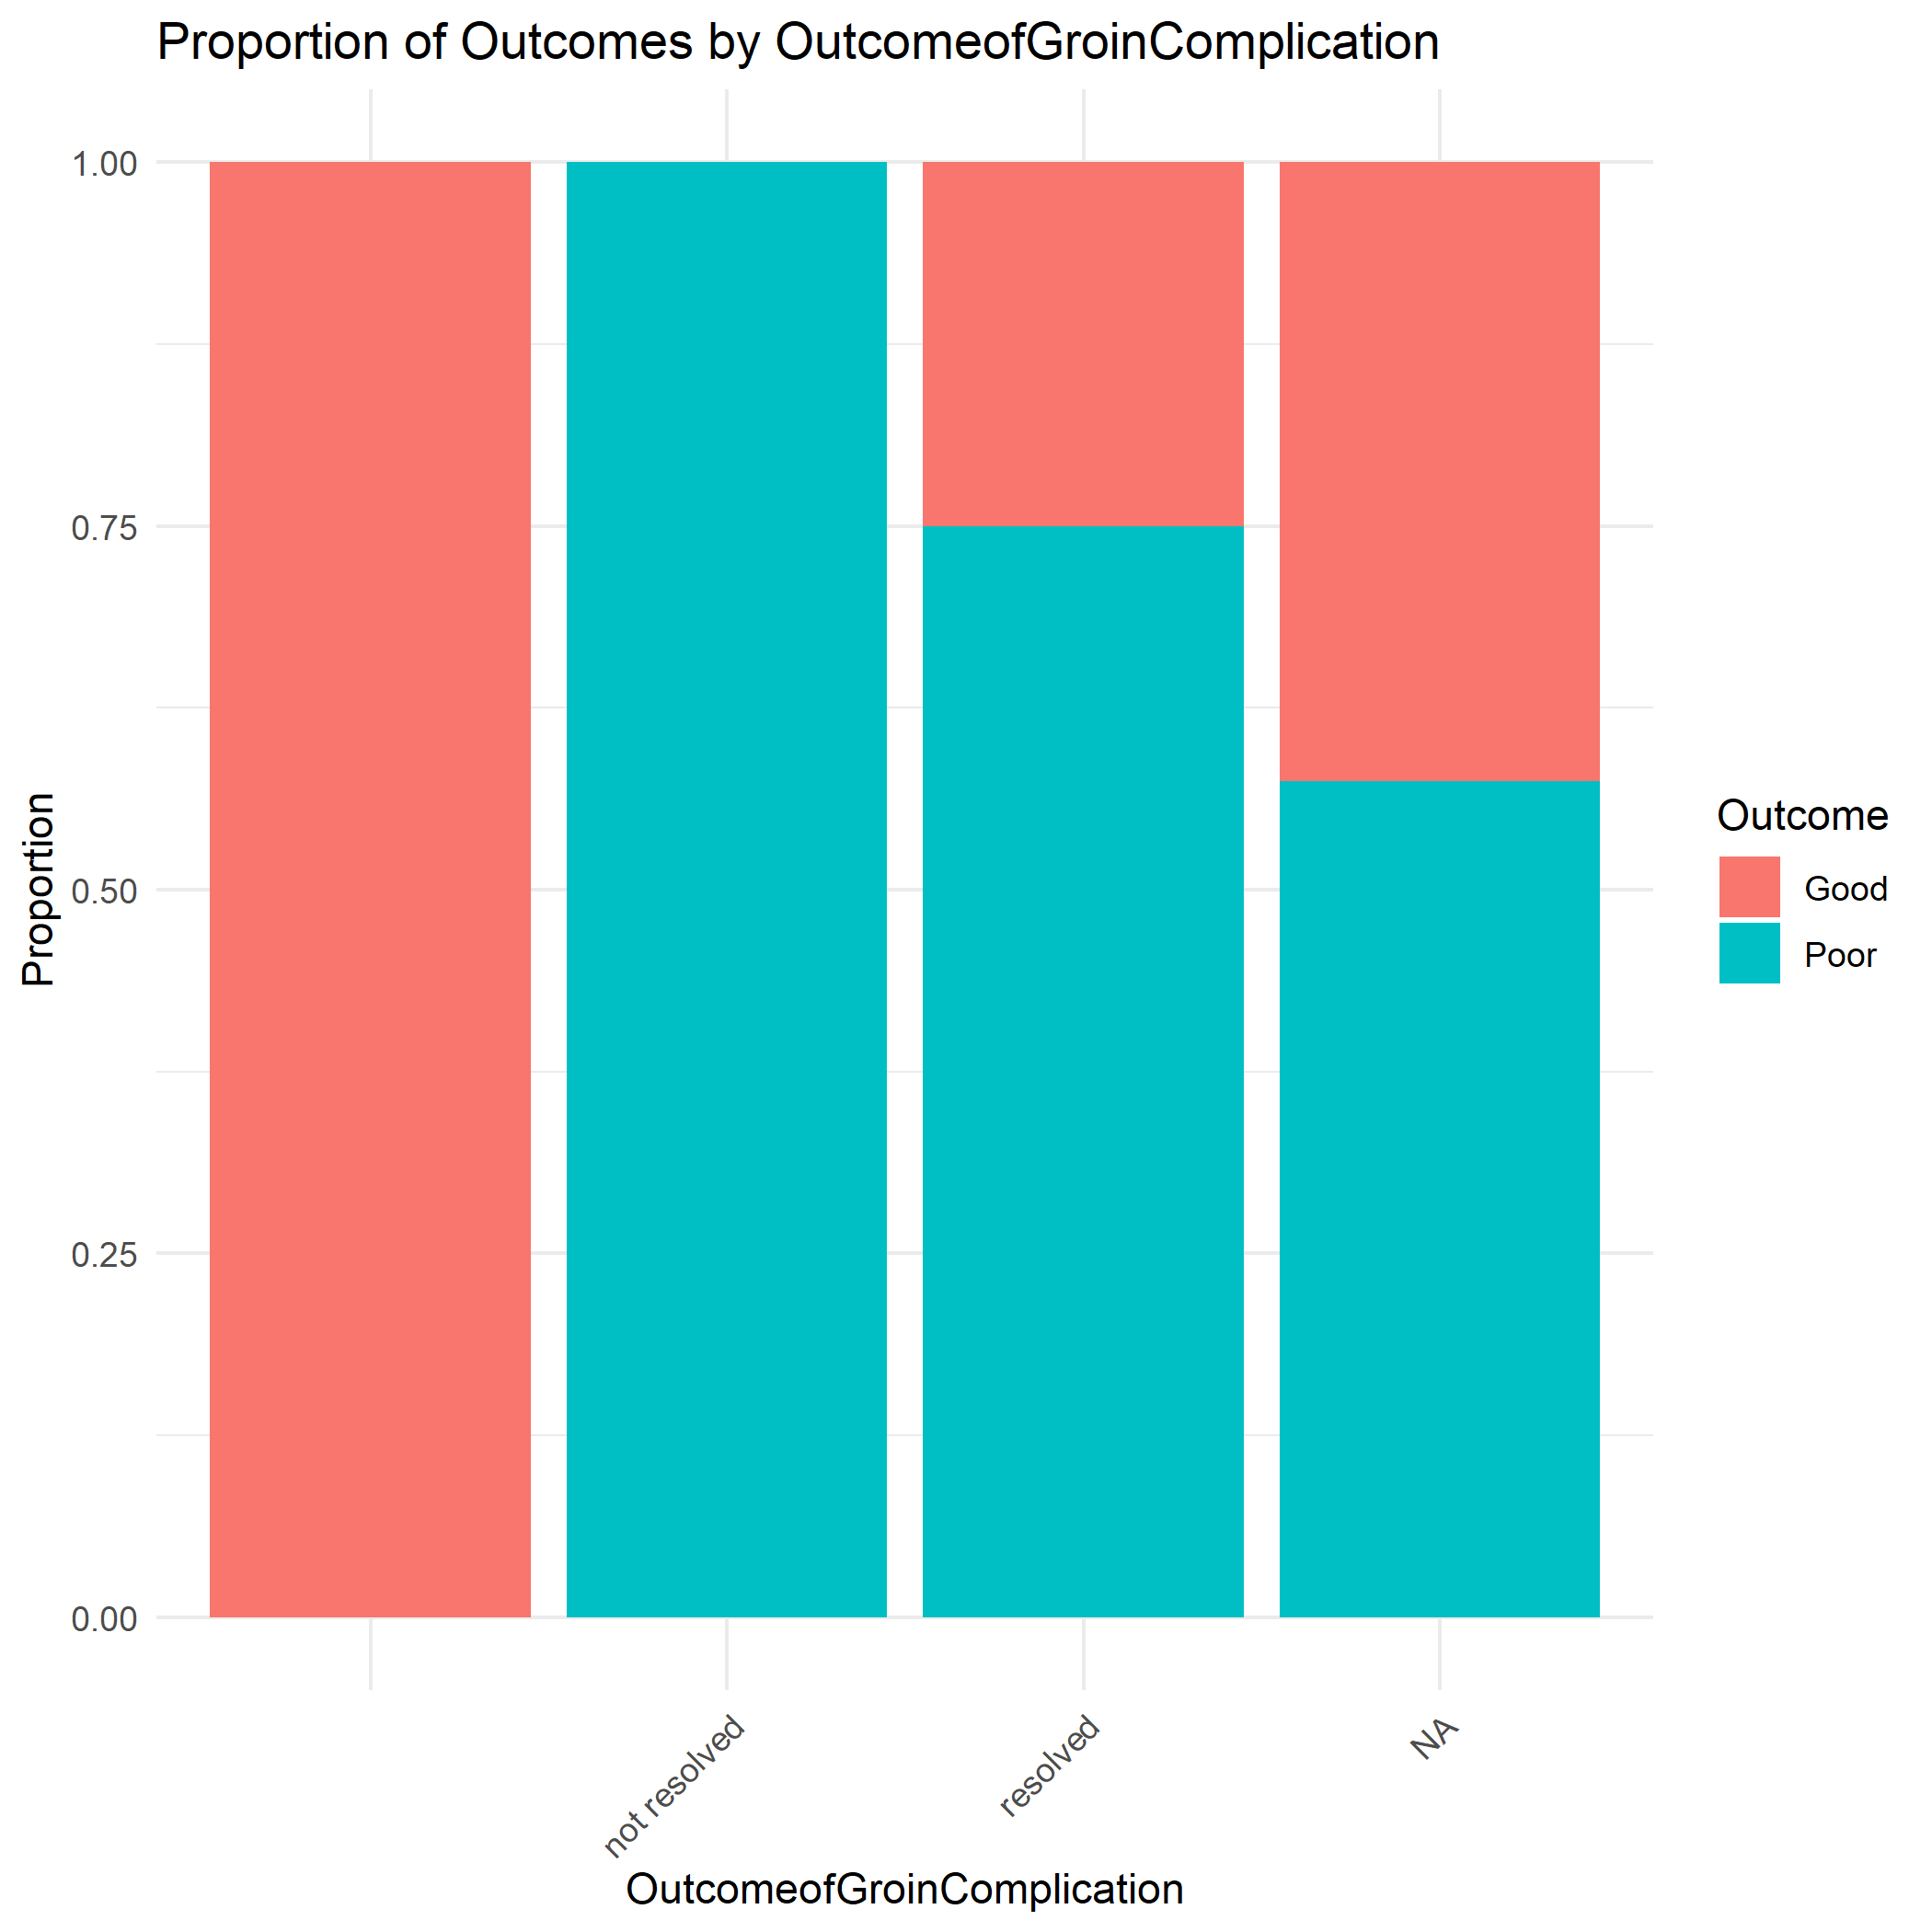 Proportion of Outcomes by OutcomeofGroinComplication
1.00
0.75
0.50
0.25
0.00
Proportion
not resolved
resolved
NA
OutcomeofGroinComplication
Outcome
Good
Poor